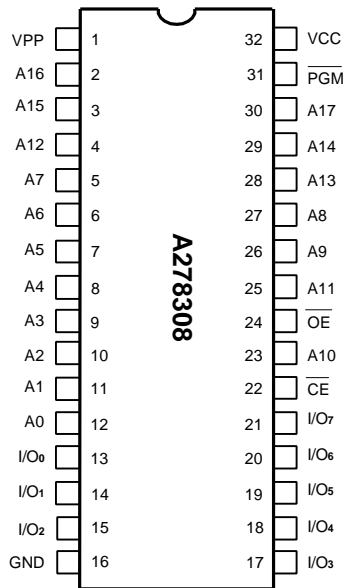 VPP 1 32 VCC
A16 2 31 PGM
A15 3 30 A17
A12 4 29 A14
A7 5 28 A13
A6 6 27 A8
A5 7 26 A9
A4 8 25 A11
A3 9 24 OE
A2 10 23 A10
A1 11 22 CE
A0 12 21 I/O7
I/O0 13 20 I/O6
I/O1 14 19 I/O5
I/O2 15 18 I/O4
GND 16 17 I/O3
A278308